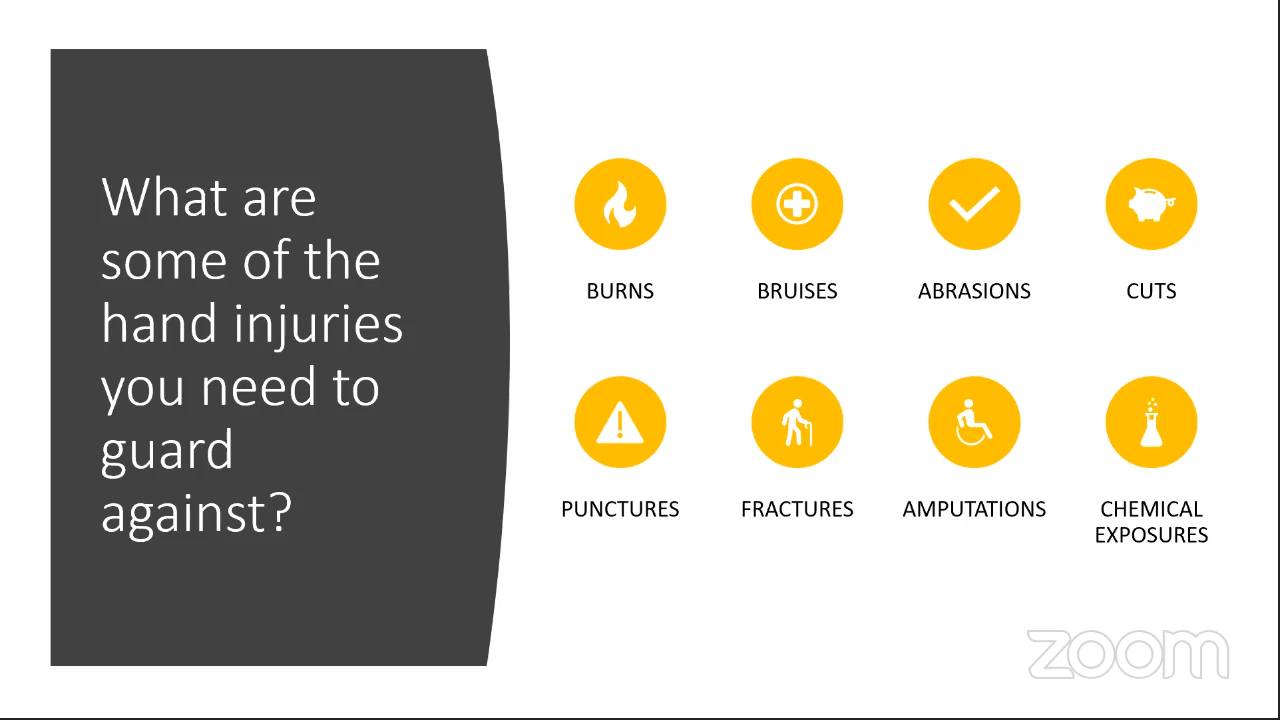 What are
some of the
hand injuries
you need to
guard
against?
BURNS
BRUISES
ABRASIONS
CUTS
PUNCTURES
FRACTURES
AMPUTATIONS
CHEMICAL
EXPOSURES
zoom